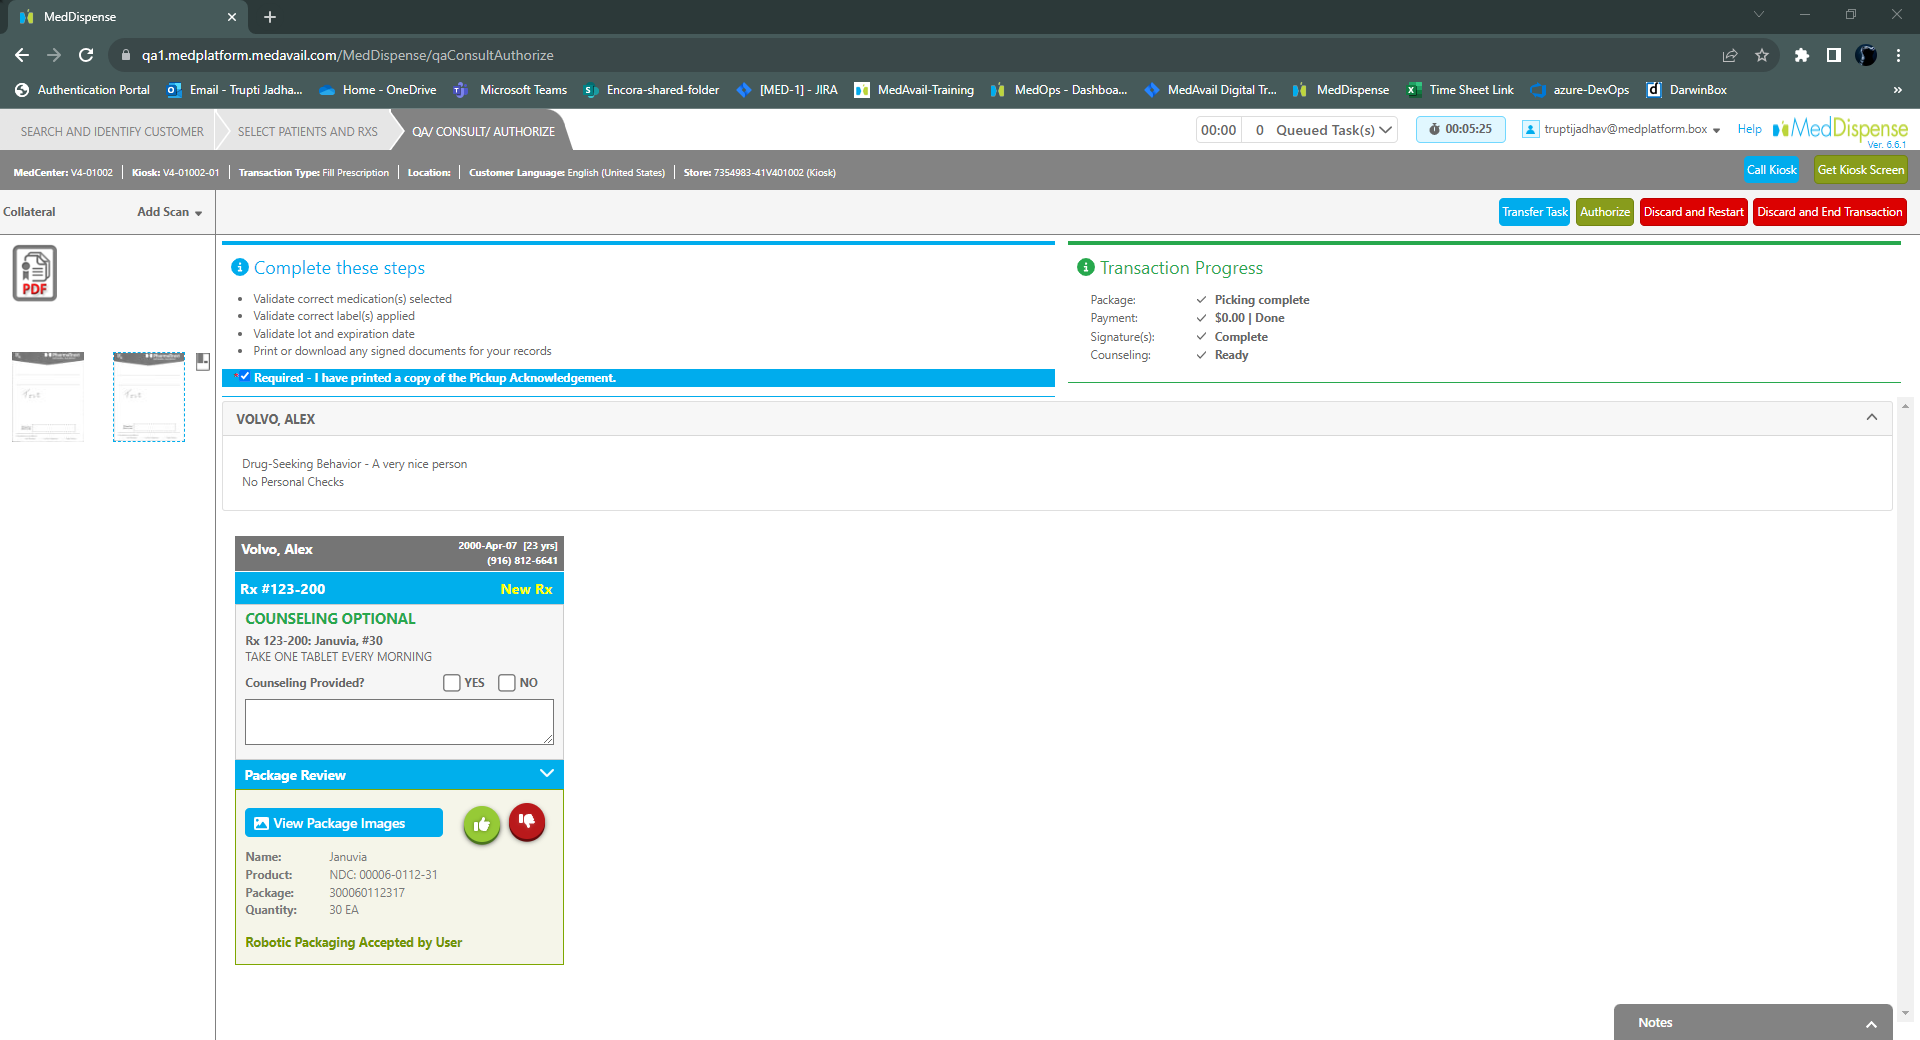 MedDispense
qa1.medplatform.medavail.com/MedDispense/qaConsultAuthorize
Authentication Portal
Email - Trupti Jadha...
Home - OneDrive
Microsoft Teams
Encora-shared-folder
[MED-1] - JIRA
MedAvail-Training
MedOps - Dashboa...
MedAvail Digital Tr...
MedDispense
Time Sheet Link
azure-DevOps
DarwinBox
SEARCH AND IDENTIFY CUSTOMER
SELECT PATIENTS AND RXS
QA/ CONSULT/ AUTHORIZE
00:00
0 Queued Task(s)
00:05:25
truptijadhav@medplatform.box
Help
MedDispense
Ver. 6.6.1
MedCenter: V4-01002
Kiosk: V4-01002-01
Transaction Type: Fill Prescription
Location:
Customer Language: English (United States)
Store: 7354983-41V401002 (Kiosk)
Call Kiosk
Get Kiosk Screen
Collateral
Add Scan
Transfer Task
Authorize
Discard and Restart
Discard and End Transaction
PDF
Complete these steps
Validate correct medication(s) selected
Validate correct label(s) applied
Validate lot and expiration date
Print or download any signed documents for your records
* Required - I have printed a copy of the Pickup Acknowledgement.
Transaction Progress
Package: Picking complete
Payment: $0.00 | Done
Signature(s): Complete
Counseling: Ready
VOLVO, ALEX
Drug-Seeking Behavior - A very nice person
No Personal Checks
Volvo, Alex
2000-Apr-07 [23 yrs]
(916) 812-6641
Rx #123-200
New Rx
COUNSELING OPTIONAL
Rx 123-200: Januvia, #30
TAKE ONE TABLET EVERY MORNING
Counseling Provided? YES NO
Package Review
View Package Images
Name: Januvia
Product: NDC: 00006-0112-31
Package: 300060112317
Quantity: 30 EA
Robotic Packaging Accepted by User
Notes